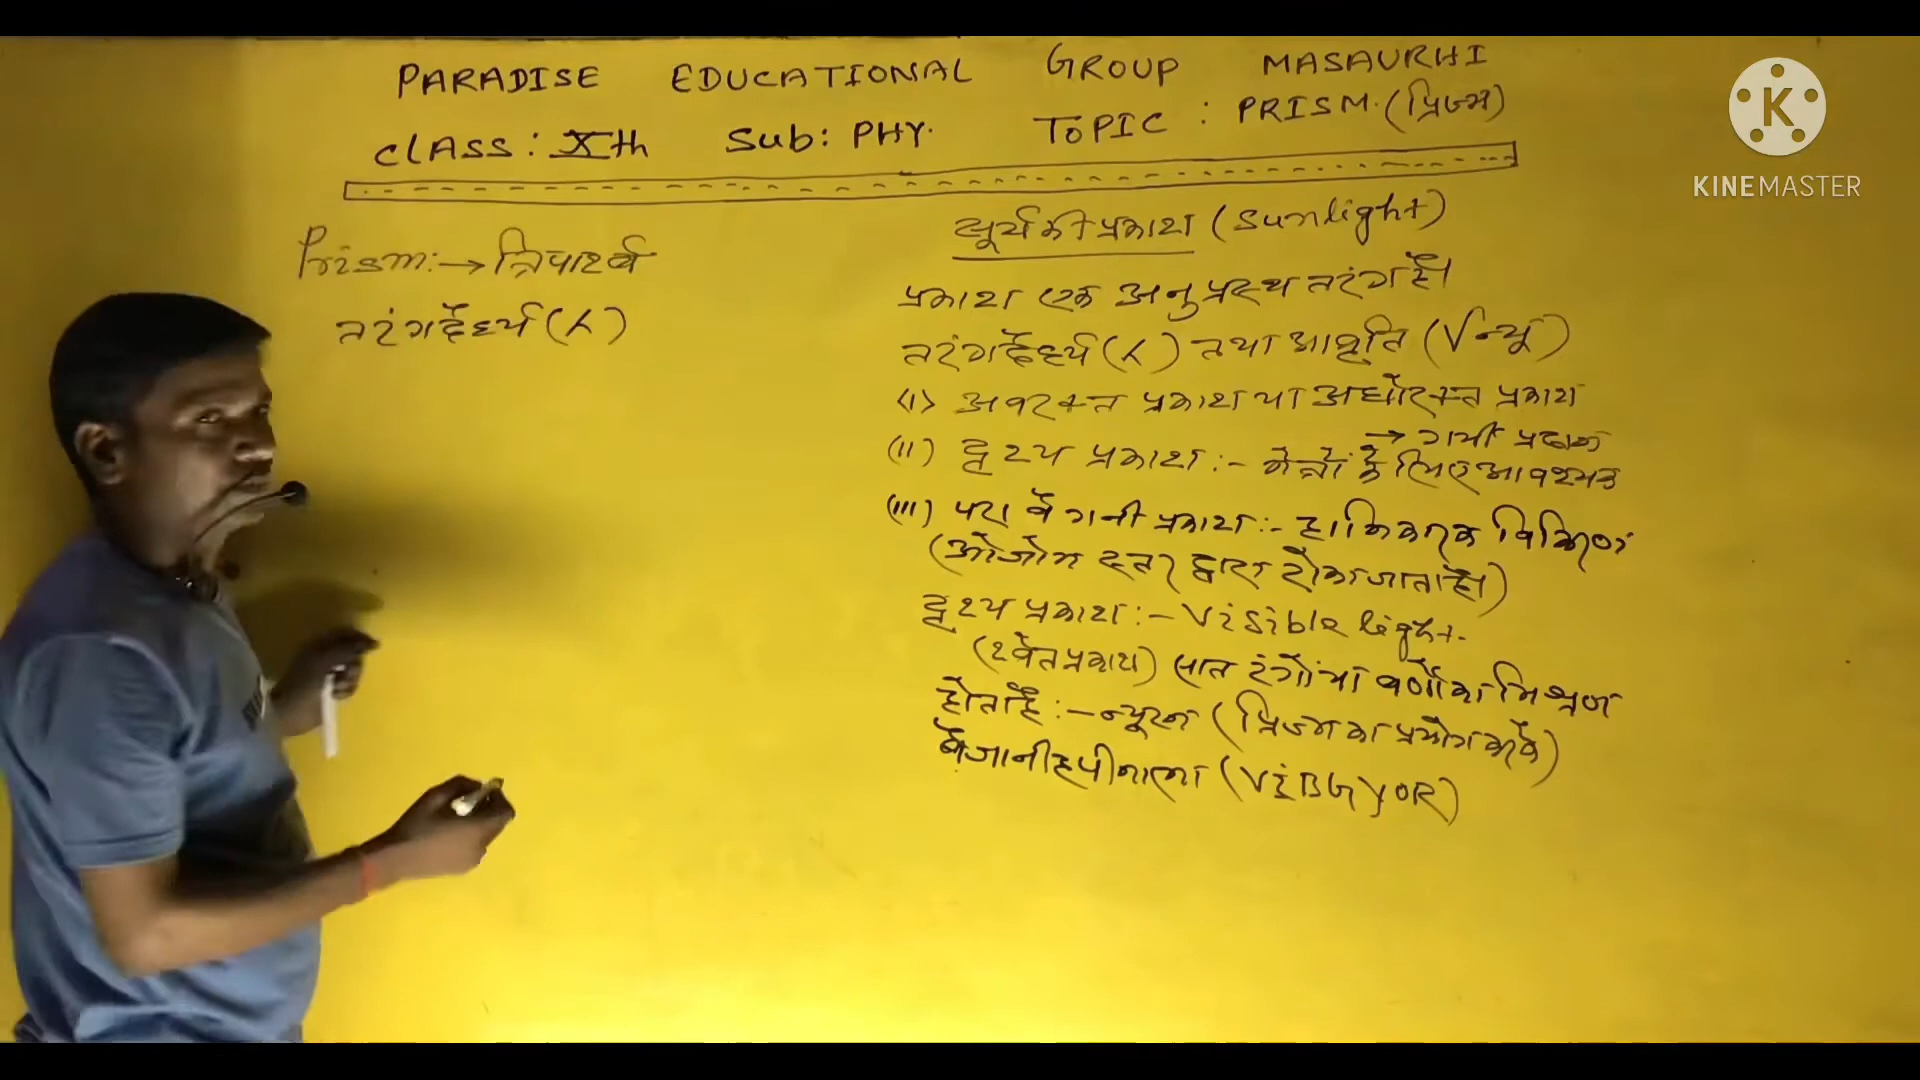 PARADISE EDUCATIONAL GROUP MASAURHI
CLASS: Xth Sub: PHY. TOPIC : PRISM. (प्रिज्म)
Prism:→ त्रिपार्श्व
तरंगदैर्ध्य (λ)
सूर्य की प्रकाश (Sunlight)
प्रकाश एक अनुप्रस्थ तरंग है।
तरंगदैर्ध्य (λ) तथा आवृति (√ न्यू)
(i) अवरक्त प्रकाश या अधोरक्त प्रकाश
→ गर्मी प्रदान
(ii) दृश्य प्रकाश :- नेत्रों के लिए आवश्यक
(iii) परा बैगनी प्रकाश :- हानिकारक विकिरण
(ओजोन स्तर द्वारा रोका जाता है।)
दृश्य प्रकाश :- Visible light.
(श्वेत प्रकाश) सात रंगों या वर्णों का मिश्रण
होता है :- न्यूटन (प्रिज्म का प्रयोग करके)
बैजानीहपीनाला (VIBGYOR)
KINEMASTER